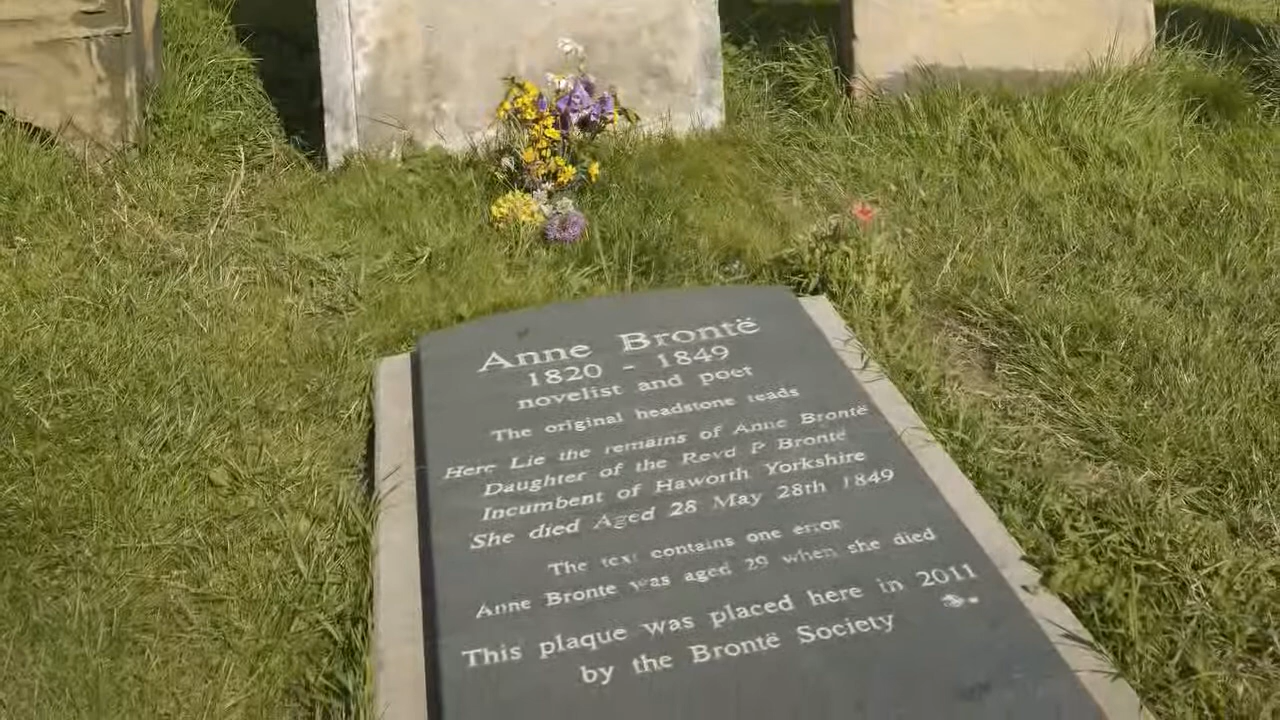 Anne Brontë
1820 - 1849
novelist and poet
The original headstone reads
Here Lie the remains of Anne Brontë
Daughter of the Revd P Brontë
Incumbent of Haworth Yorkshire
She died Aged 28 May 28th 1849
The text contains one error
Anne Bronte was aged 29 when she died
This plaque was placed here in 2011
by the Brontë Society